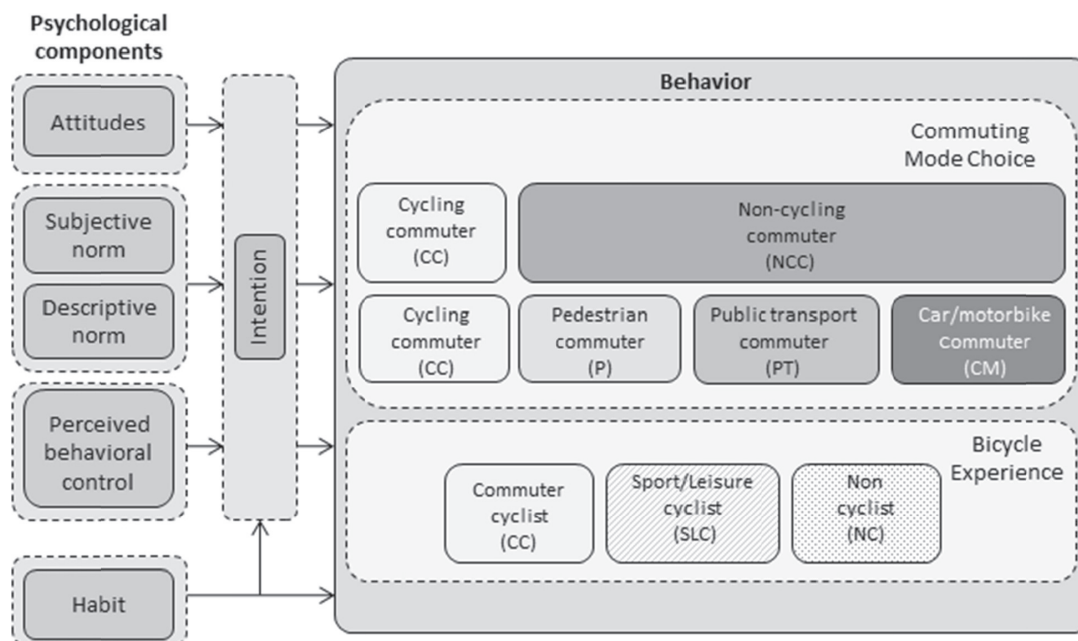 Psychological
components
Attitudes
Subjective
norm
Descriptive
norm
Perceived
behavioral
control
Habit
Intention
Behavior
Commuting
Mode Choice
Cycling
commuter
(CC)
Non-cycling
commuter
(NCC)
Cycling
commuter
(CC)
Pedestrian
commuter
(P)
Public transport
commuter
(PT)
Car/motorbike
commuter
(CM)
Bicycle
Experience
Commuter
cyclist
(CC)
Sport/Leisure
cyclist
(SLC)
Non
cyclist
(NC)